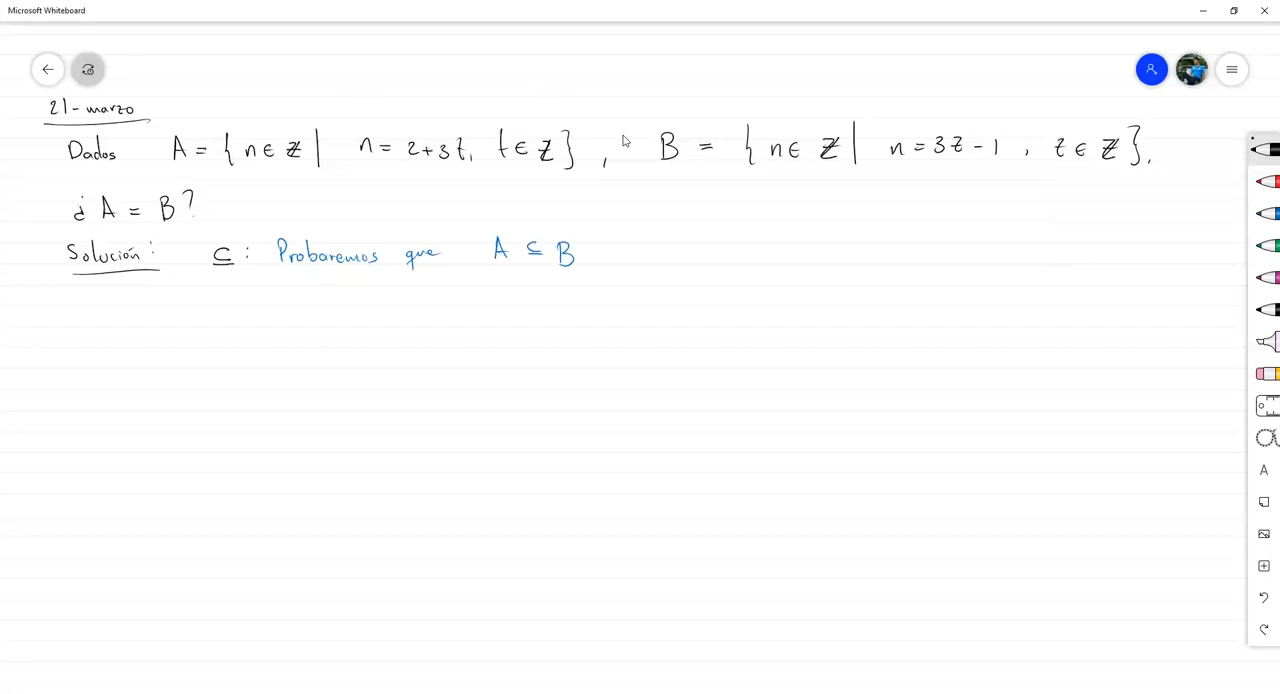 Microsoft Whiteboard
21-marzo
Dados A = { n ∈ ℤ | n = 2+3t, t ∈ ℤ } , B = { n ∈ ℤ | n = 3z - 1 , z ∈ ℤ }.
¿ A = B ?
Solución: ⊆ : Probaremos que A ⊆ B
A